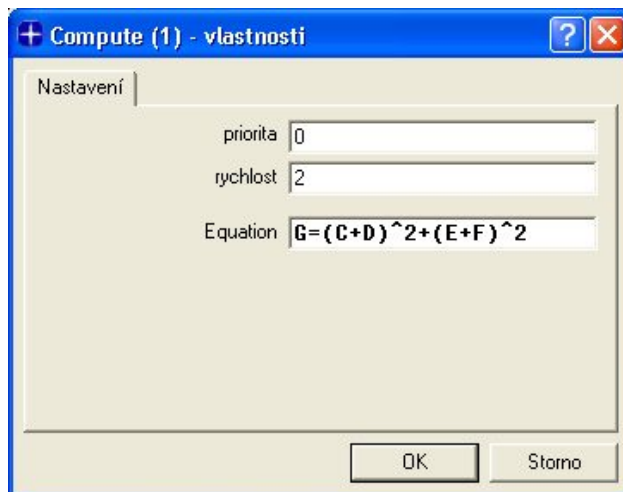 Compute (1) - vlastnosti
Nastavení
priorita 0
rychlost 2
Equation G=(C+D)^2+(E+F)^2
OK Storno